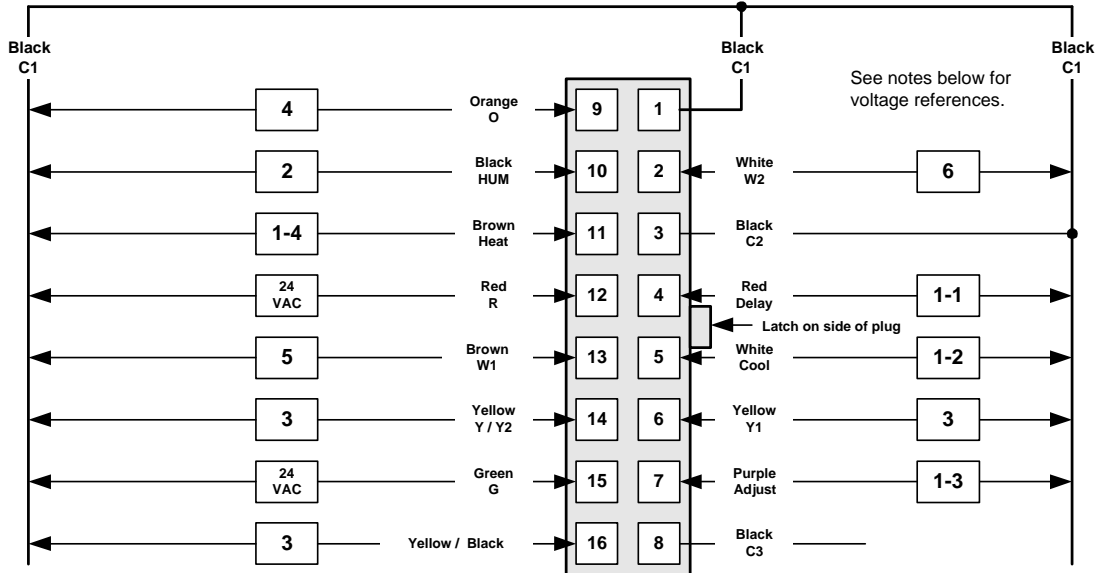 Black
C1
Black
C1
Black
C1
See notes below for
voltage references.
4
Orange
O
9
1
2
Black
HUM
10
2
White
W2
6
1-4
Brown
Heat
11
3
Black
C2
24
VAC
Red
R
12
4
Red
Delay
1-1
Latch on side of plug
5
Brown
W1
13
5
White
Cool
1-2
3
Yellow
Y / Y2
14
6
Yellow
Y1
3
24
VAC
Green
G
15
7
Purple
Adjust
1-3
3
Yellow / Black
16
8
Black
C3